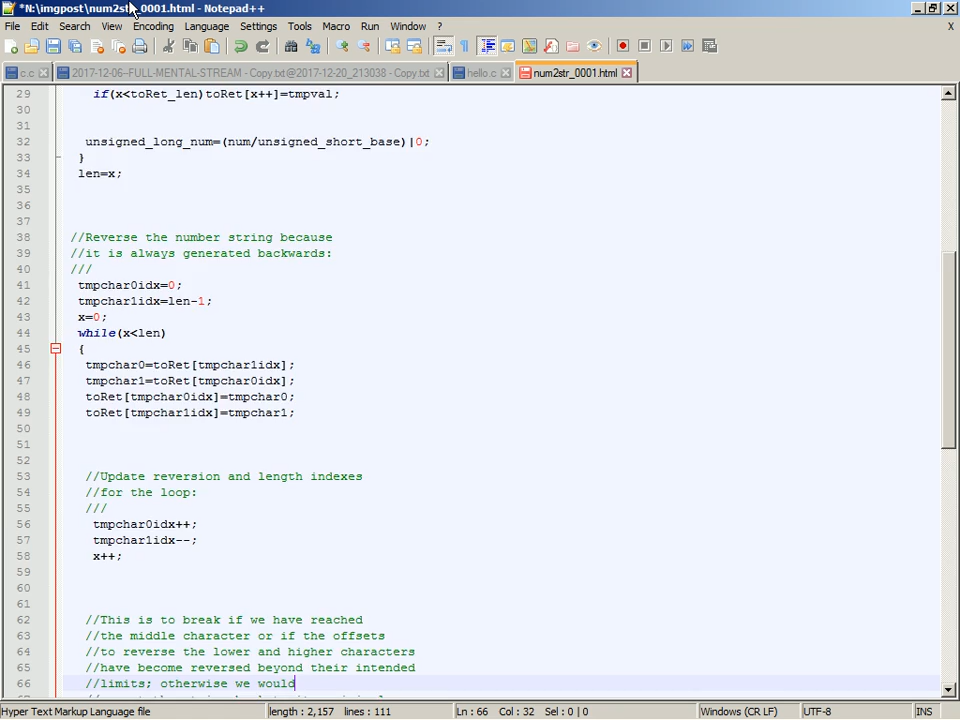 *N:\imgpost\num2str_0001.html - Notepad++
File Edit Search View Encoding Language Settings Tools Macro Run Window ? X
c.c 2017-12-06--FULL-MENTAL-STREAM - Copy.txt@2017-12-20_213038 - Copy.txt hello.c num2str_0001.html
29 if(x<toRet_len)toRet[x++]=tmpval;
30
31
32 unsigned_long_num=(num/unsigned_short_base)|0;
33 }
34 len=x;
35
36
37
38 //Reverse the number string because
39 //it is always generated backwards:
40 ///
41 tmpchar0idx=0;
42 tmpchar1idx=len-1;
43 x=0;
44 while(x<len)
45 {
46 tmpchar0=toRet[tmpchar1idx];
47 tmpchar1=toRet[tmpchar0idx];
48 toRet[tmpchar0idx]=tmpchar0;
49 toRet[tmpchar1idx]=tmpchar1;
50
51
52
53 //Update reversion and length indexes
54 //for the loop:
55 ///
56 tmpchar0idx++;
57 tmpchar1idx--;
58 x++;
59
60
61
62 //This is to break if we have reached
63 //the middle character or if the offsets
64 //to reverse the lower and higher characters
65 //have become reversed beyond their intended
66 //limits; otherwise we would
Hyper Text Markup Language file length : 2,157 lines : 111 Ln : 66 Col : 32 Sel : 0 | 0 Windows (CR LF) UTF-8 INS